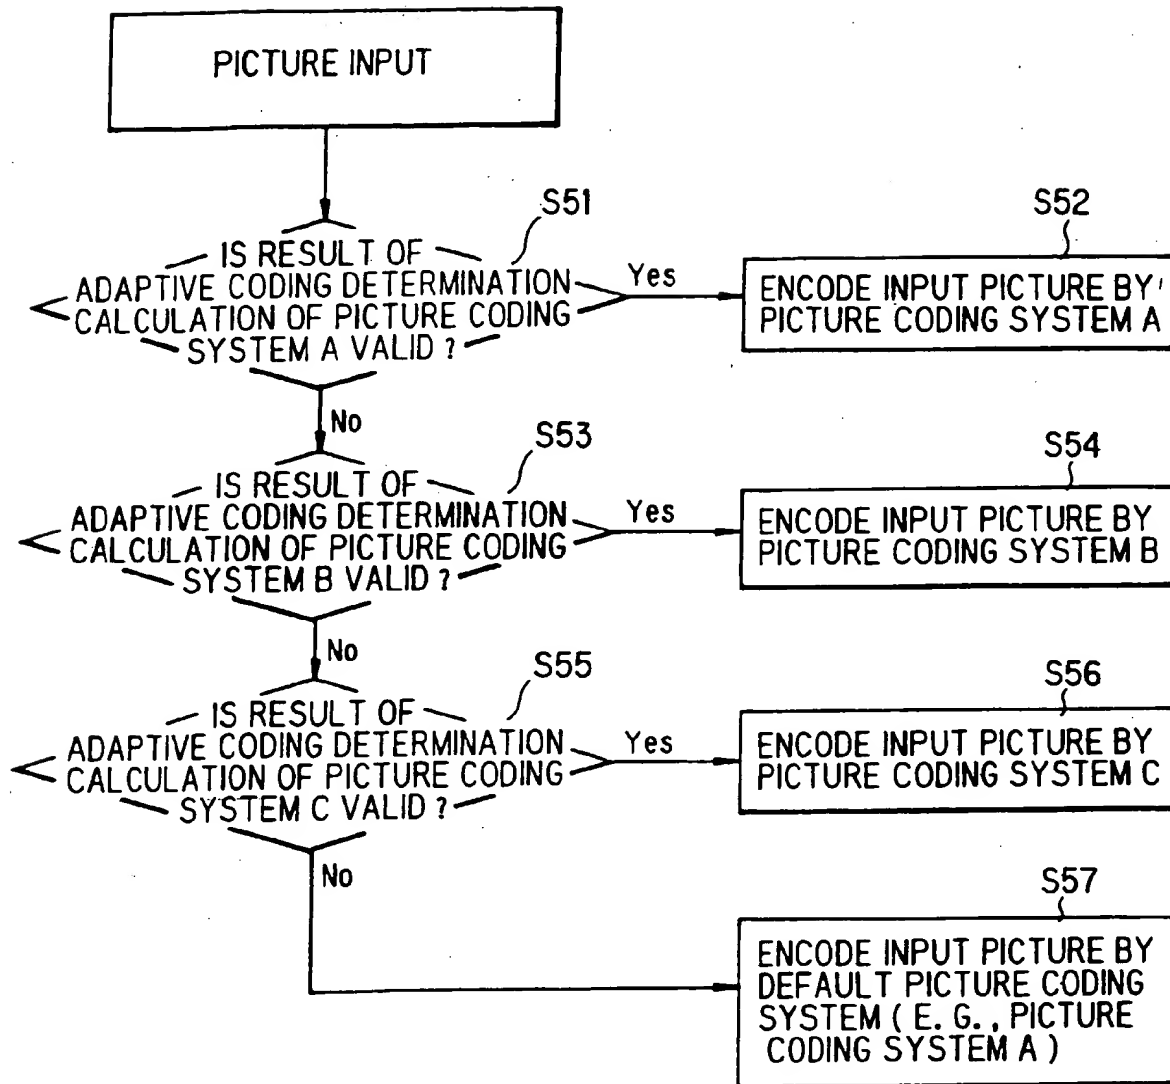 PICTURE INPUT
S51
IS RESULT OF
ADAPTIVE CODING DETERMINATION
CALCULATION OF PICTURE CODING
SYSTEM A VALID ?
Yes
S52
ENCODE INPUT PICTURE BY
PICTURE CODING SYSTEM A
No
S53
IS RESULT OF
ADAPTIVE CODING DETERMINATION
CALCULATION OF PICTURE CODING
SYSTEM B VALID ?
Yes
S54
ENCODE INPUT PICTURE BY
PICTURE CODING SYSTEM B
No
S55
IS RESULT OF
ADAPTIVE CODING DETERMINATION
CALCULATION OF PICTURE CODING
SYSTEM C VALID ?
Yes
S56
ENCODE INPUT PICTURE BY
PICTURE CODING SYSTEM C
No
S57
ENCODE INPUT PICTURE BY
DEFAULT PICTURE CODING
SYSTEM ( E. G., PICTURE
CODING SYSTEM A )